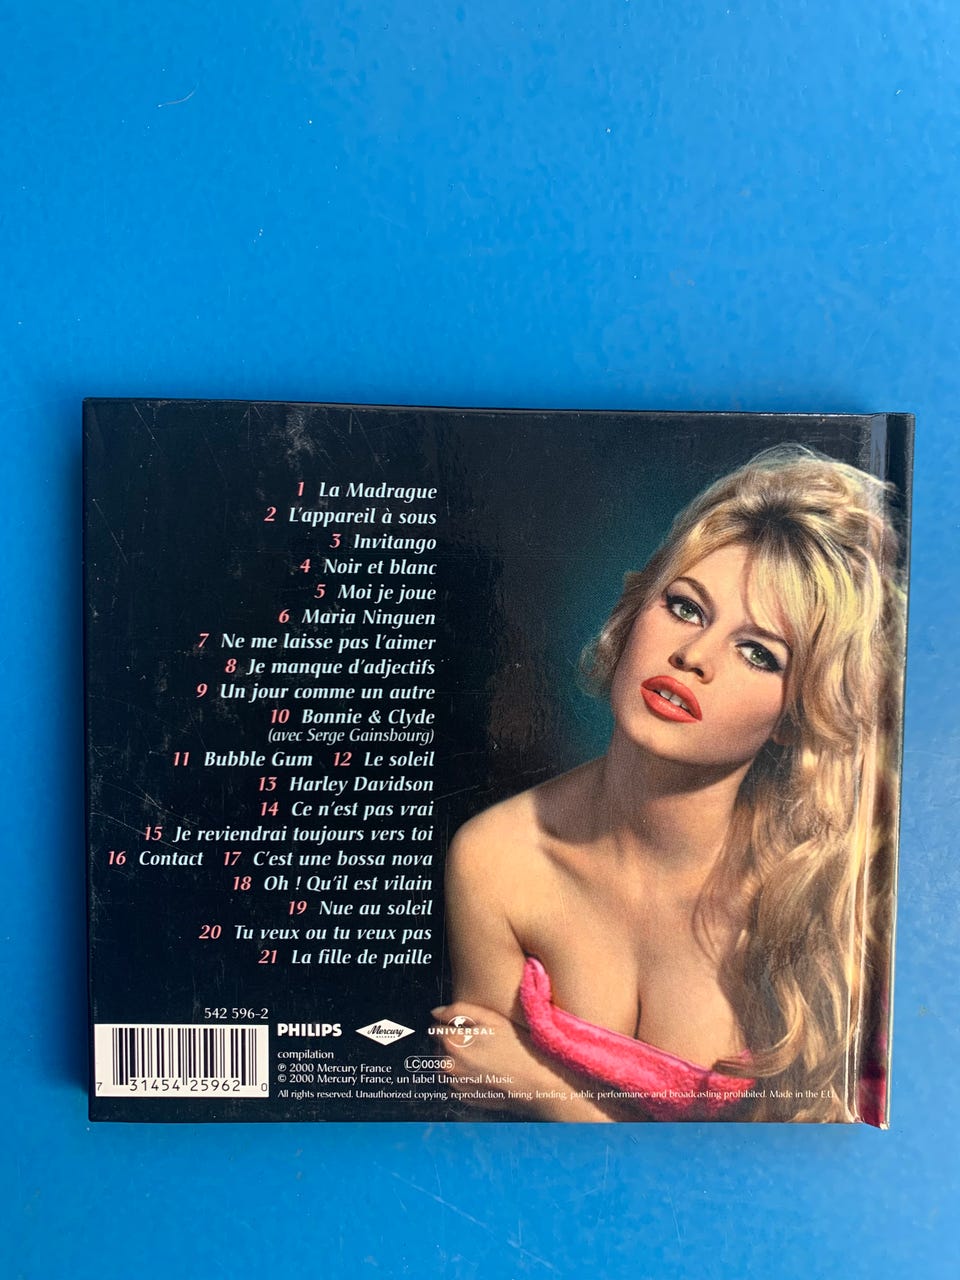 1 La Madrague
2 L'appareil à sous
3 Invitango
4 Noir et blanc
5 Moi je joue
6 Maria Ninguen
7 Ne me laisse pas l'aimer
8 Je manque d'adjectifs
9 Un jour comme un autre
10 Bonnie & Clyde
(avec Serge Gainsbourg)
11 Bubble Gum 12 Le soleil
13 Harley Davidson
14 Ce n'est pas vrai
15 Je reviendrai toujours vers toi
16 Contact 17 C'est une bossa nova
18 Oh ! Qu'il est vilain
19 Nue au soleil
20 Tu veux ou tu veux pas
21 La fille de paille
542 596-2
7 31454 25962 0
PHILIPS Mercury RECORDS UNIVERSAL
compilation
℗ 2000 Mercury France LC 00305
© 2000 Mercury France, un label Universal Music
All rights reserved. Unauthorized copying, reproduction, hiring, lending, public performance and broadcasting prohibited. Made in the E.U.